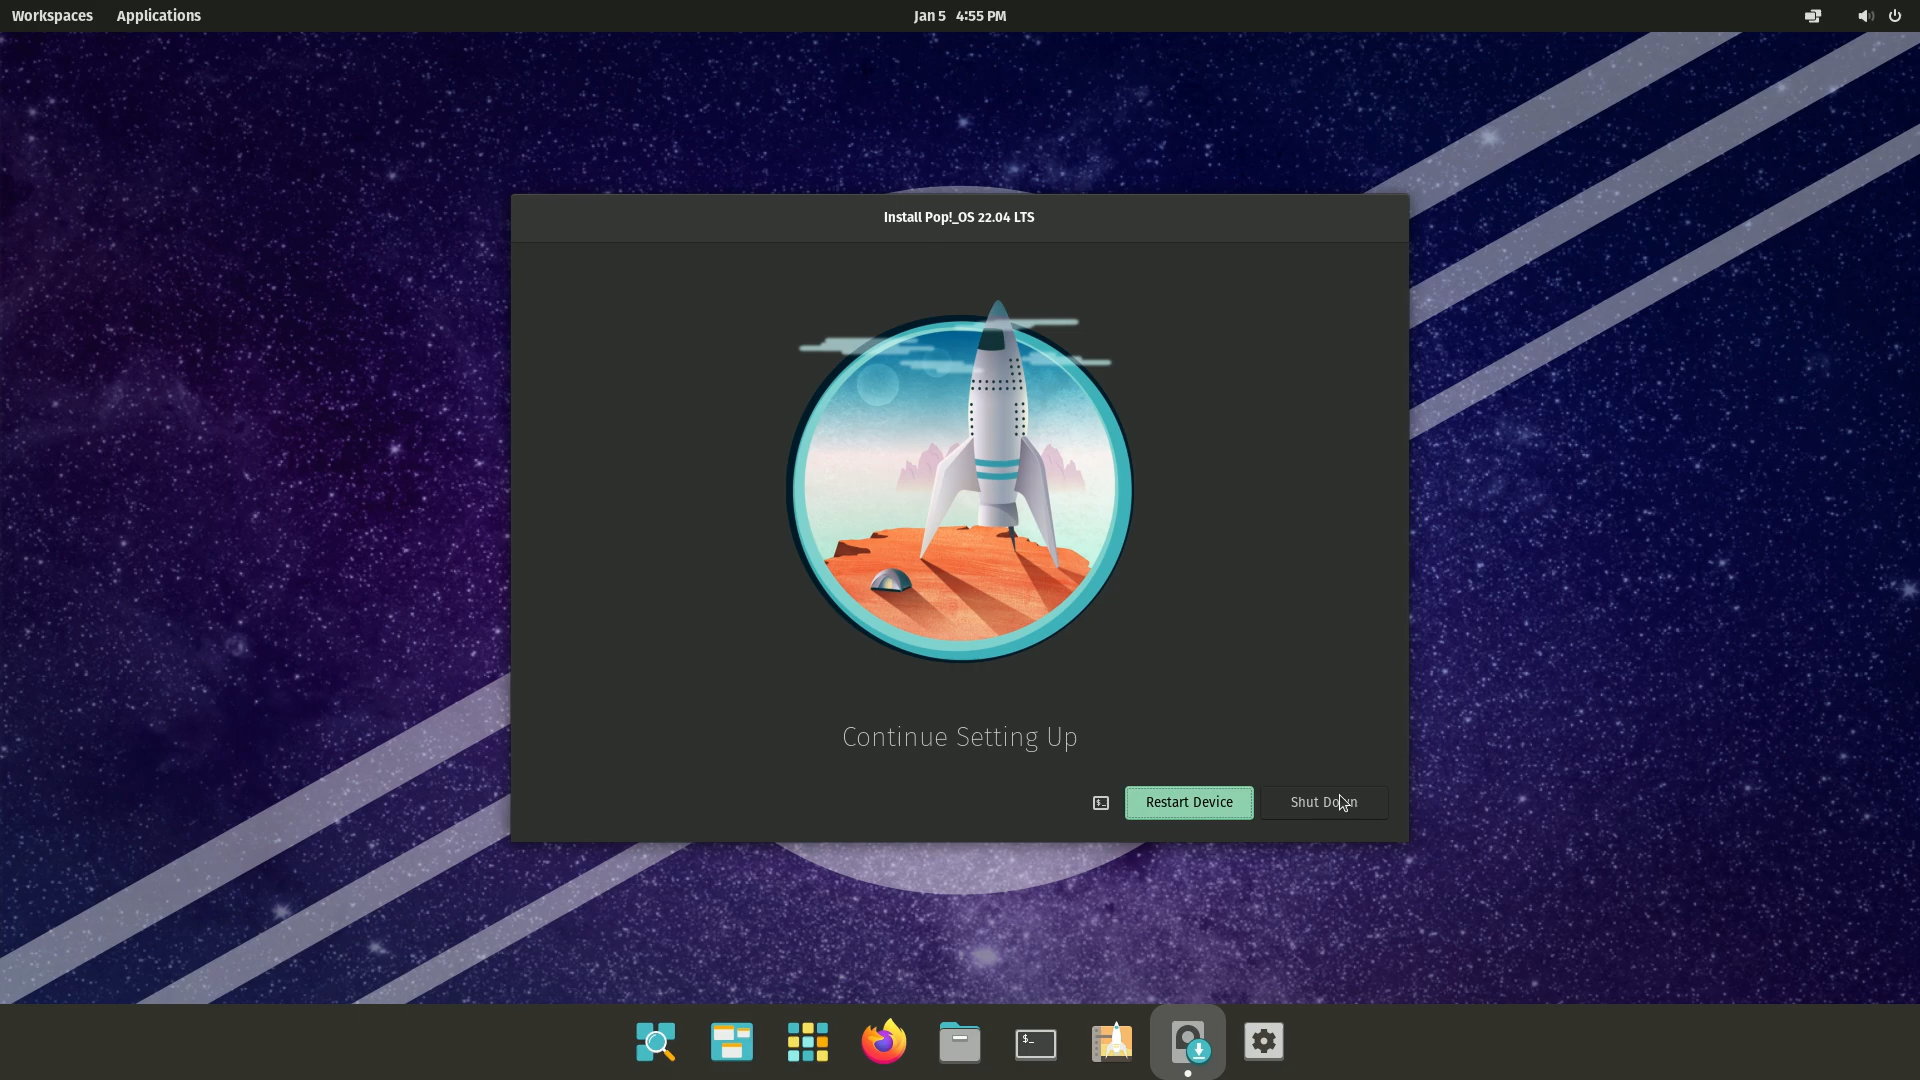 Workspaces Applications Jan 5 4:55 PM
Install Pop!_OS 22.04 LTS
Continue Setting Up
$_ Restart Device Shut Down
$_